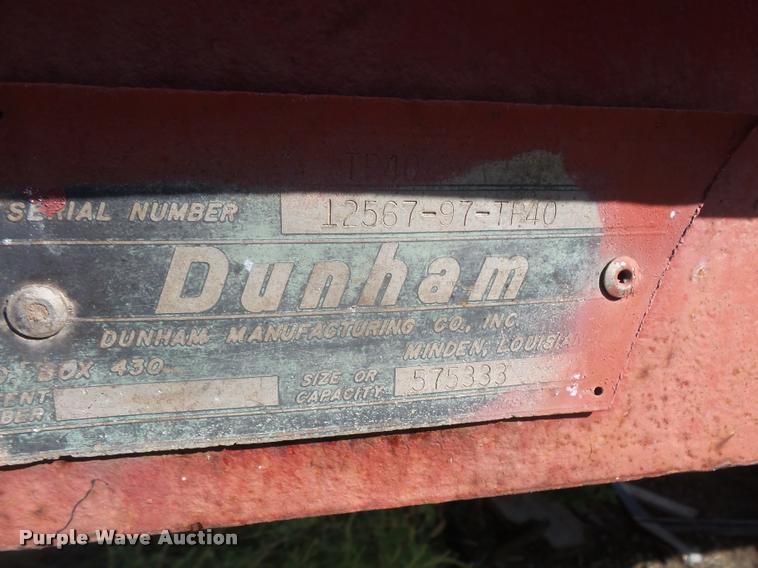 TP40
SERIAL NUMBER 12567-97-TP40
Dunham
DUNHAM MANUFACTURING CO., INC.
BOX 430 MINDEN, LOUISIA
SIZE OR CAPACITY 575333
Purple Wave Auction